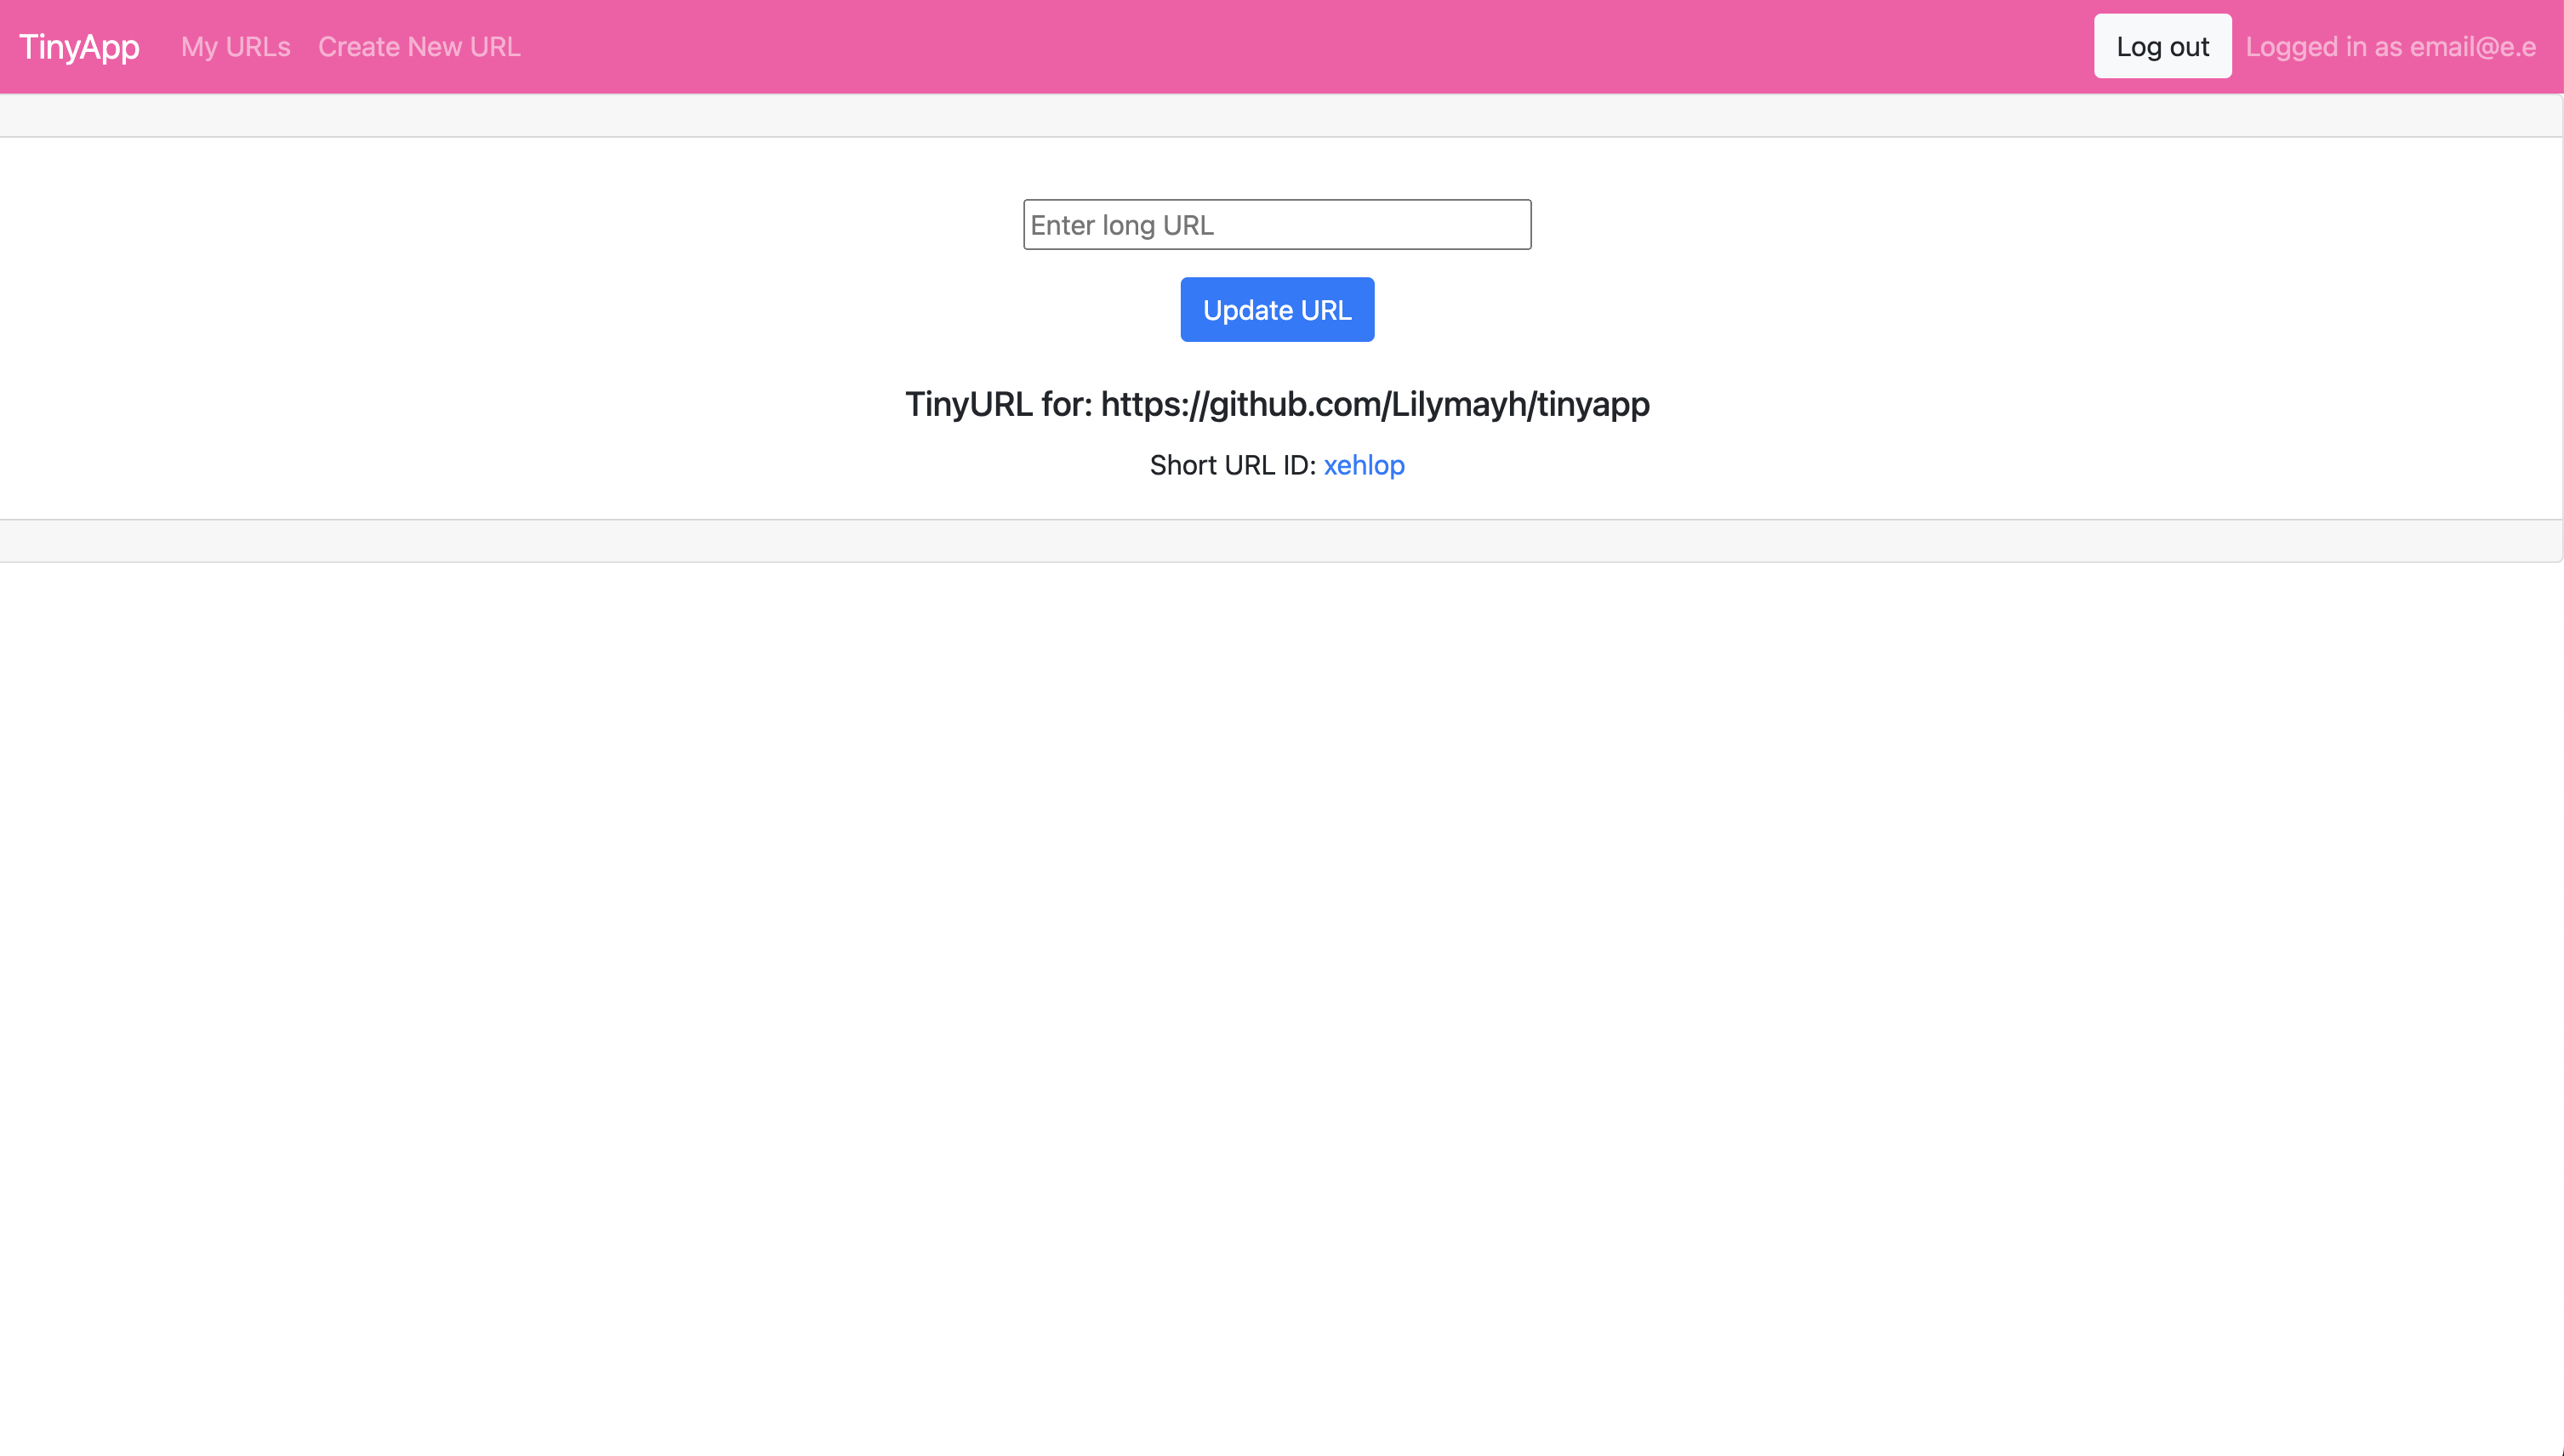 TinyApp My URLs Create New URL Log out Logged in as email@e.e
Enter long URL
Update URL
TinyURL for: https://github.com/Lilymayh/tinyapp
Short URL ID: xehlop